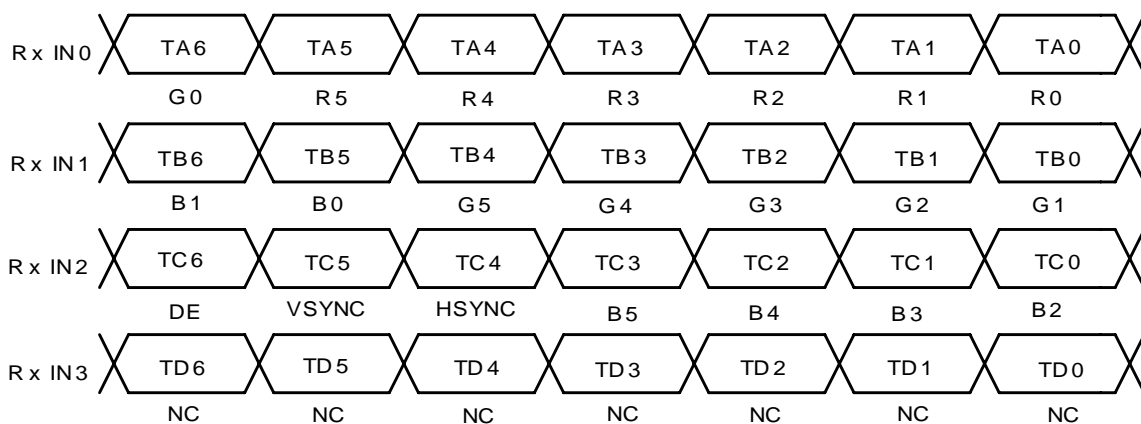 Rx IN0 TA6 TA5 TA4 TA3 TA2 TA1 TA0
G0 R5 R4 R3 R2 R1 R0
Rx IN1 TB6 TB5 TB4 TB3 TB2 TB1 TB0
B1 B0 G5 G4 G3 G2 G1
Rx IN2 TC6 TC5 TC4 TC3 TC2 TC1 TC0
DE VSYNC HSYNC B5 B4 B3 B2
Rx IN3 TD6 TD5 TD4 TD3 TD2 TD1 TD0
NC NC NC NC NC NC NC